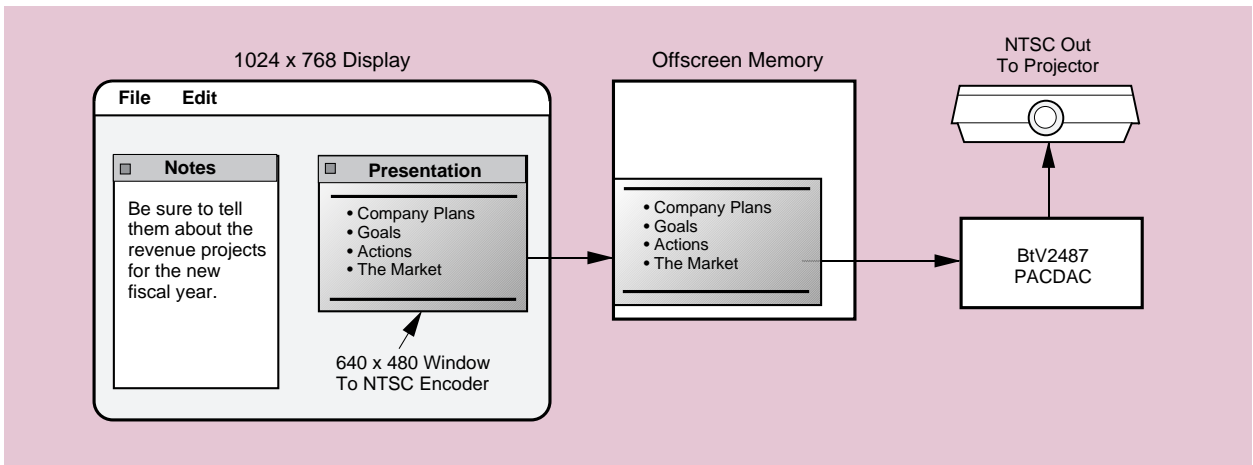 1024 x 768 Display
File Edit
Notes
Be sure to tell
them about the
revenue projects
for the new
fiscal year.
Presentation
• Company Plans
• Goals
• Actions
• The Market
640 x 480 Window
To NTSC Encoder
Offscreen Memory
• Company Plans
• Goals
• Actions
• The Market
NTSC Out
To Projector
BtV2487
PACDAC